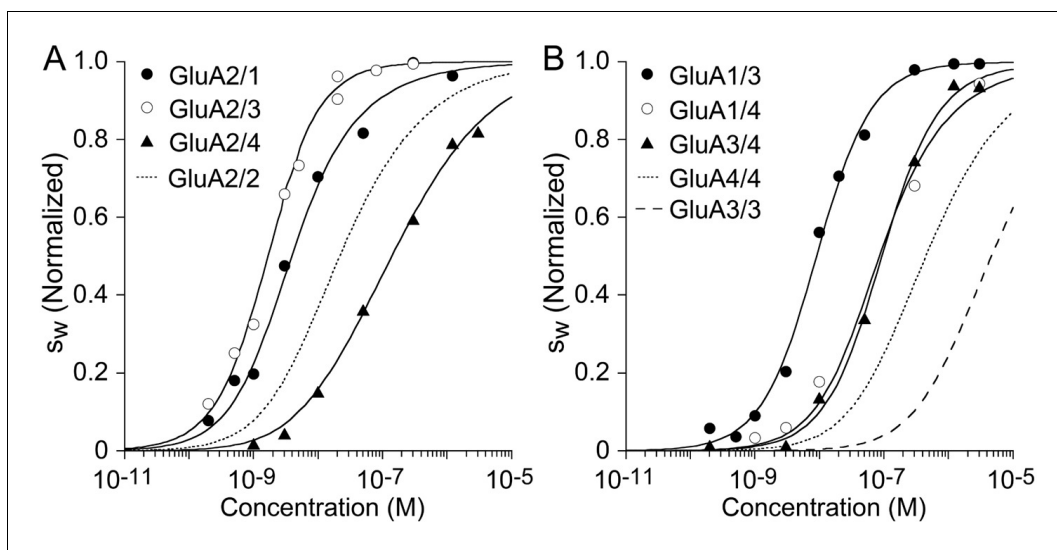 A
GluA2/1
GluA2/3
GluA2/4
GluA2/2
1.0
0.8
0.6
0.4
0.2
0
sw (Normalized)
10-11
10-9
10-7
10-5
Concentration (M)
B
GluA1/3
GluA1/4
GluA3/4
GluA4/4
GluA3/3
1.0
0.8
0.6
0.4
0.2
0
sw (Normalized)
10-11
10-9
10-7
10-5
Concentration (M)